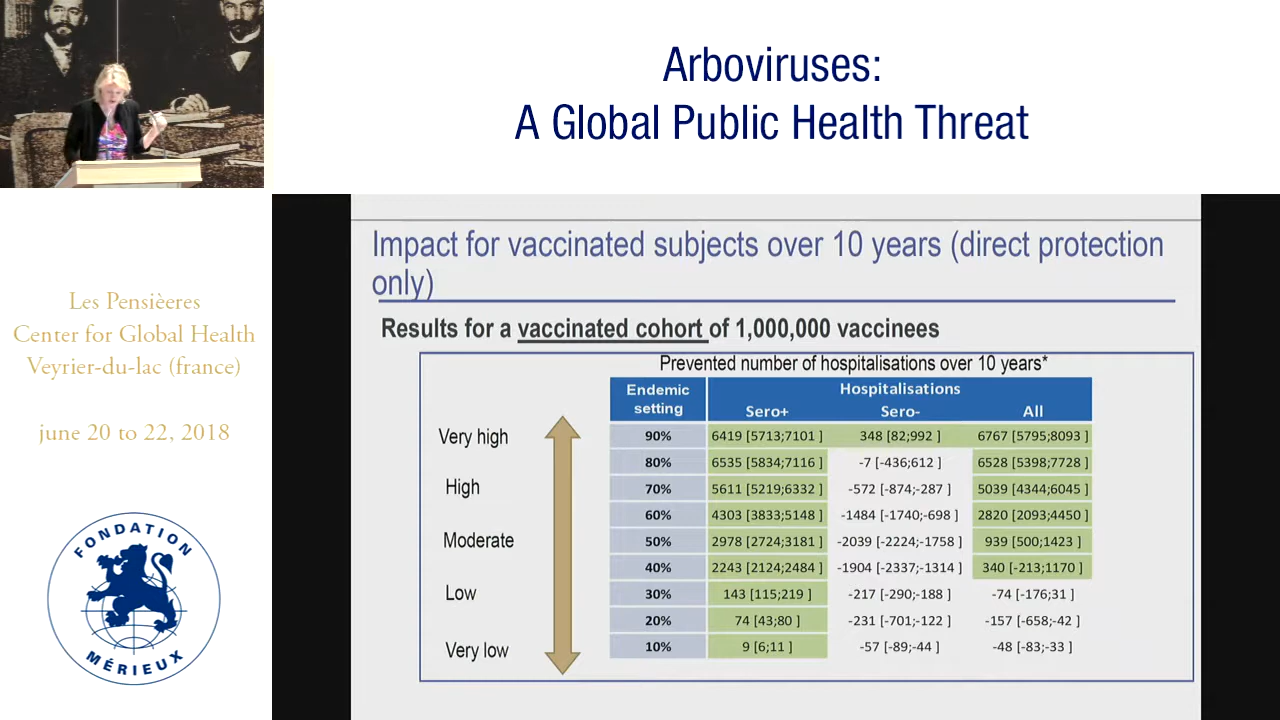 Arboviruses:
A Global Public Health Threat
Les Pensièeres
Center for Global Health
Veyrier-du-lac (france)
june 20 to 22, 2018
FONDATION
MÉRIEUX
Impact for vaccinated subjects over 10 years (direct protection
only)
Results for a vaccinated cohort of 1,000,000 vaccinees
Prevented number of hospitalisations over 10 years*
Endemic setting Hospitalisations
Sero+ Sero- All
Very high 90% 6419 [5713;7101 ] 348 [82;992 ] 6767 [5795;8093 ]
80% 6535 [5834;7116 ] -7 [-436;612 ] 6528 [5398;7728 ]
High 70% 5611 [5219;6332 ] -572 [-874;-287 ] 5039 [4344;6045 ]
60% 4303 [3833;5148 ] -1484 [-1740;-698 ] 2820 [2093;4450 ]
Moderate 50% 2978 [2724;3181 ] -2039 [-2224;-1758 ] 939 [500;1423 ]
40% 2243 [2124;2484 ] -1904 [-2337;-1314 ] 340 [-213;1170 ]
Low 30% 143 [115;219 ] -217 [-290;-188 ] -74 [-176;31 ]
20% 74 [43;80 ] -231 [-701;-122 ] -157 [-658;-42 ]
Very low 10% 9 [6;11 ] -57 [-89;-44 ] -48 [-83;-33 ]